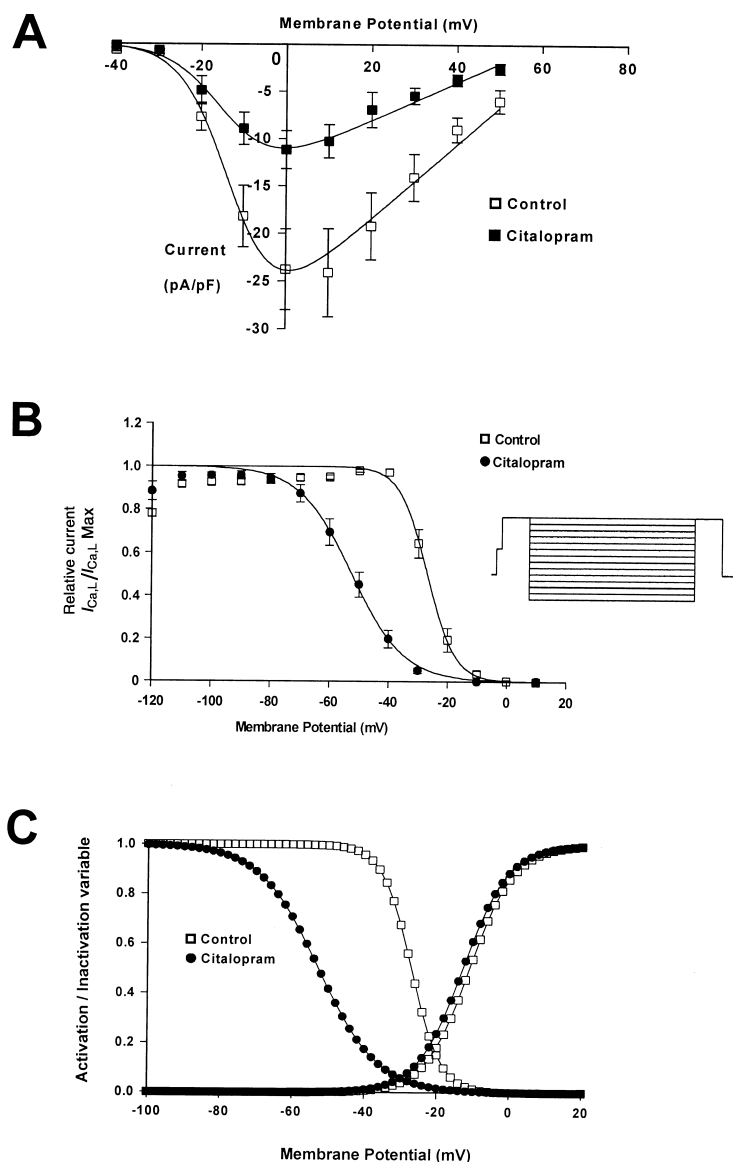 A
Membrane Potential (mV)
-40
-20
0
20
40
60
80
-5
-10
-15
-20
-25
-30
Current
(pA/pF)
Control
Citalopram
B
1.2
1.0
0.8
0.6
0.4
0.2
0
Relative current
I Ca,L / I Ca,L Max
-120
-100
-80
-60
-40
-20
0
20
Membrane Potential (mV)
Control
Citalopram
C
1.0
0.8
0.6
0.4
0.2
0.0
Activation / Inactivation variable
Control
Citalopram
-100
-80
-60
-40
-20
0
20
Membrane Potential (mV)